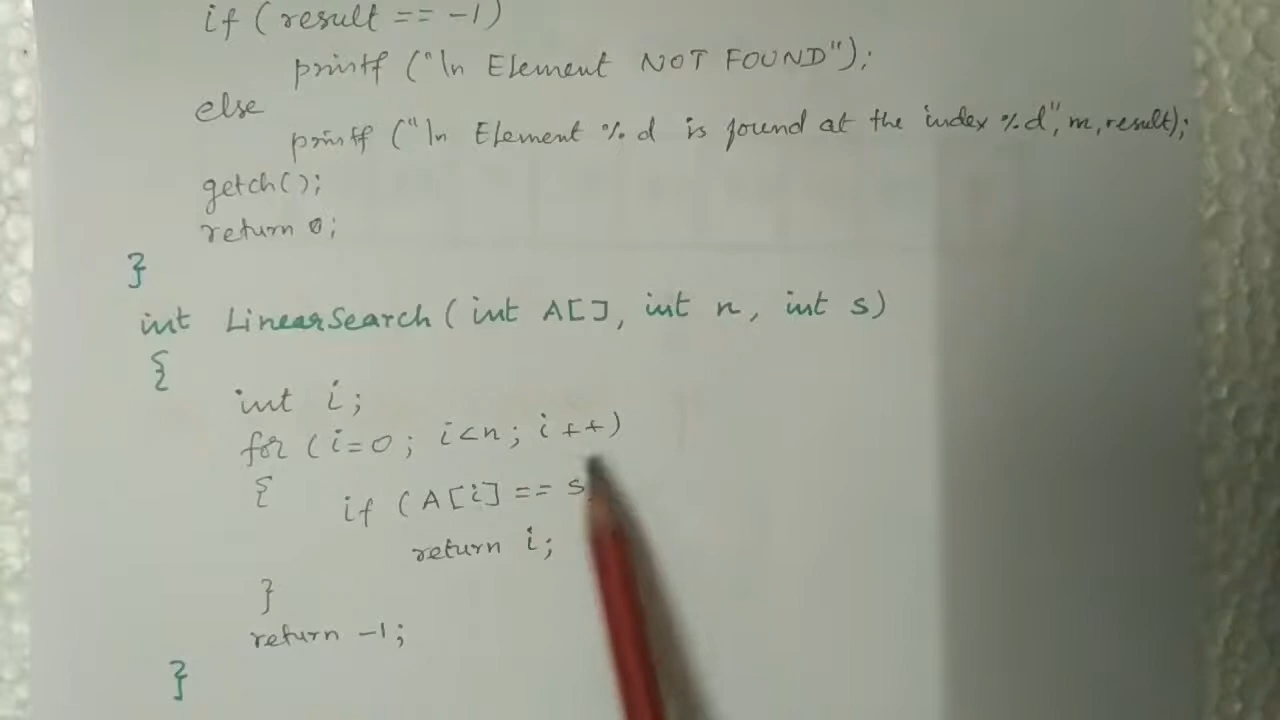 if ( result == -1)
printf ("\n Element NOT FOUND");
else
printf ("\n Element %d is found at the index %d", m, result);
getch();
return 0;
}
int LinearSearch ( int A[], int n, int s)
{
int i;
for ( i=0; i<n; i++)
{ if ( A[i] == s
return i;
}
return -1;
}